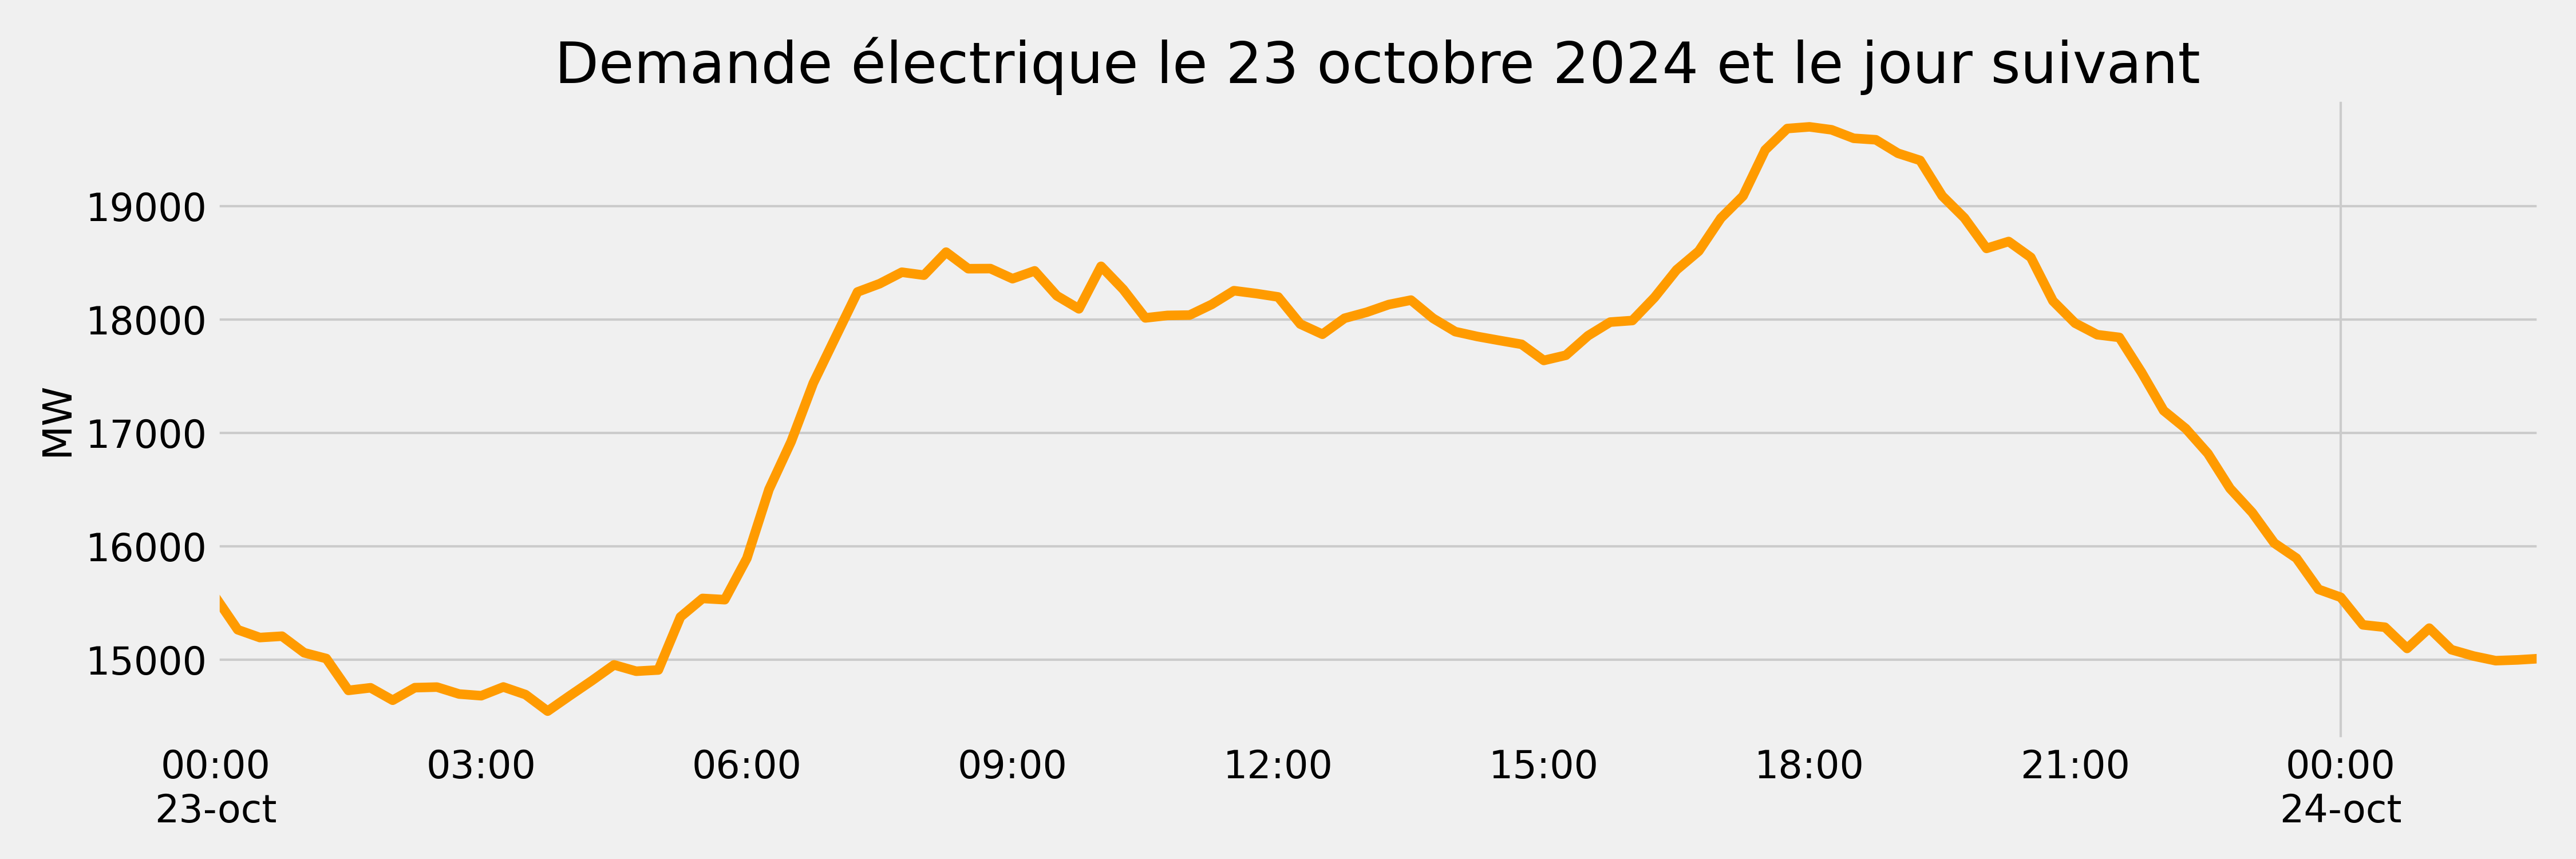 Demande électrique le 23 octobre 2024 et le jour suivant
MW
19000
18000
17000
16000
15000
00:00 03:00 06:00 09:00 12:00 15:00 18:00 21:00 00:00
23-oct 24-oct